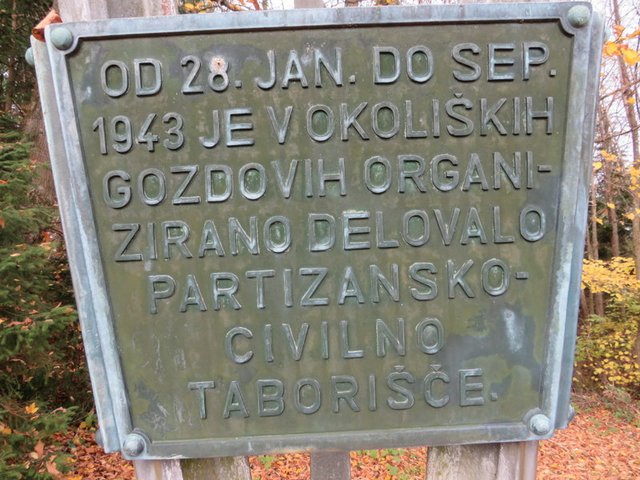 OD 28. JAN. DO SEP.
1943 JE V OKOLIŠKIH
GOZDOVIH ORGANI-
ZIRANO DELOVALO
PARTIZANSKO-
CIVILNO
TABORIŠČE.